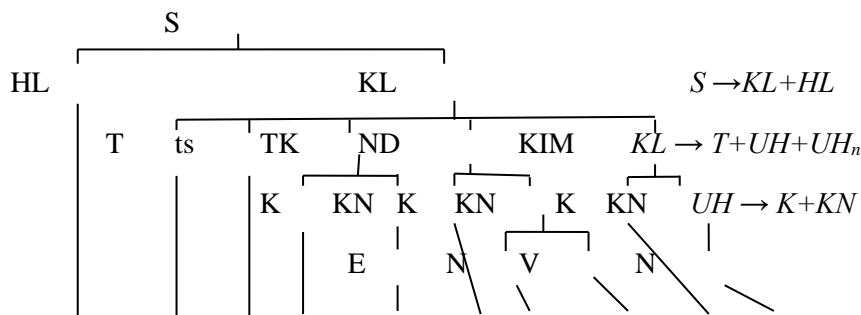 S
HL KL S → KL + HL
T ts TK ND KIM KL → T+UH+UHn
K KN K KN K KN UH → K+KN
E N V N